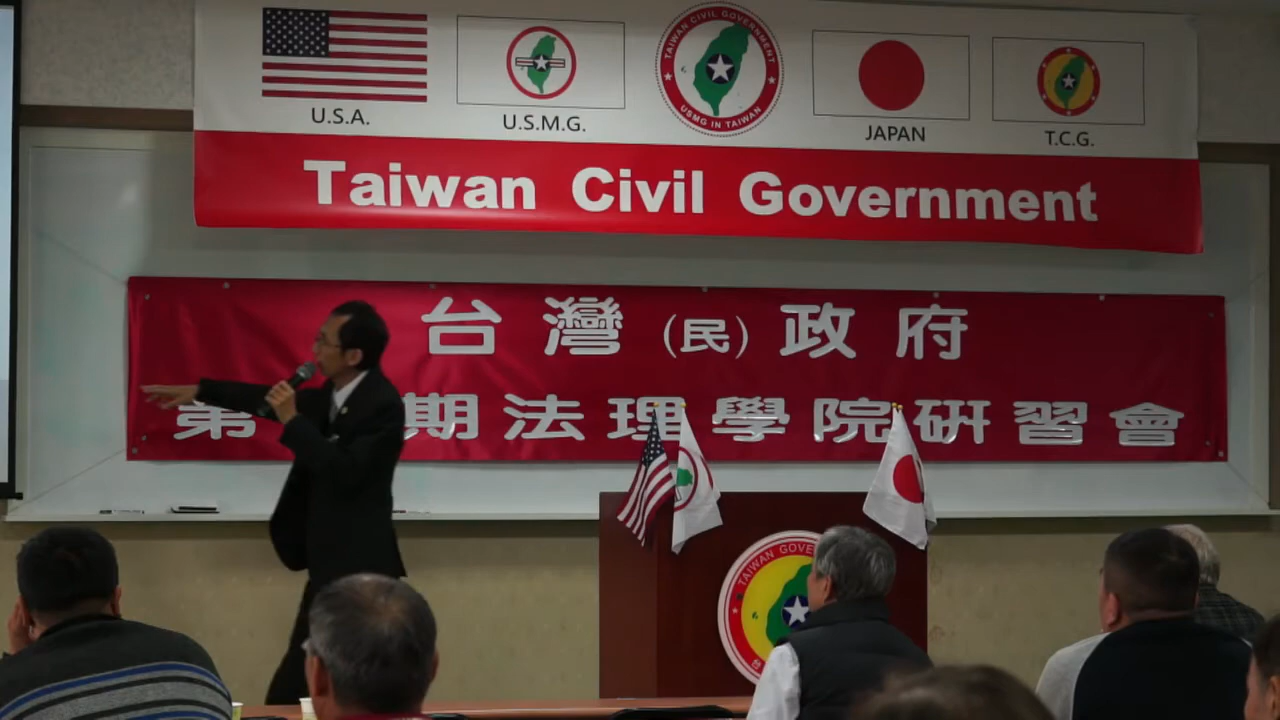 U.S.A.
U.S.M.G.
TAIWAN CIVIL GOVERNMENT
USMG IN TAIWAN
JAPAN
T.C.G.
Taiwan Civil Government
台灣(民)政府
第 期法理學院研習會
TAIWAN GOVE